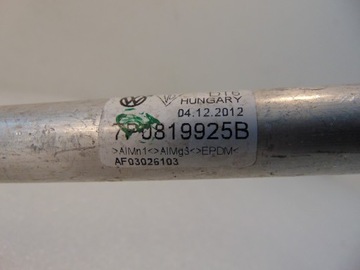 HUNGARY
04.12.2012
7P0819925B
>AlMn1<>AlMg3<>EPDM<
AF03026103